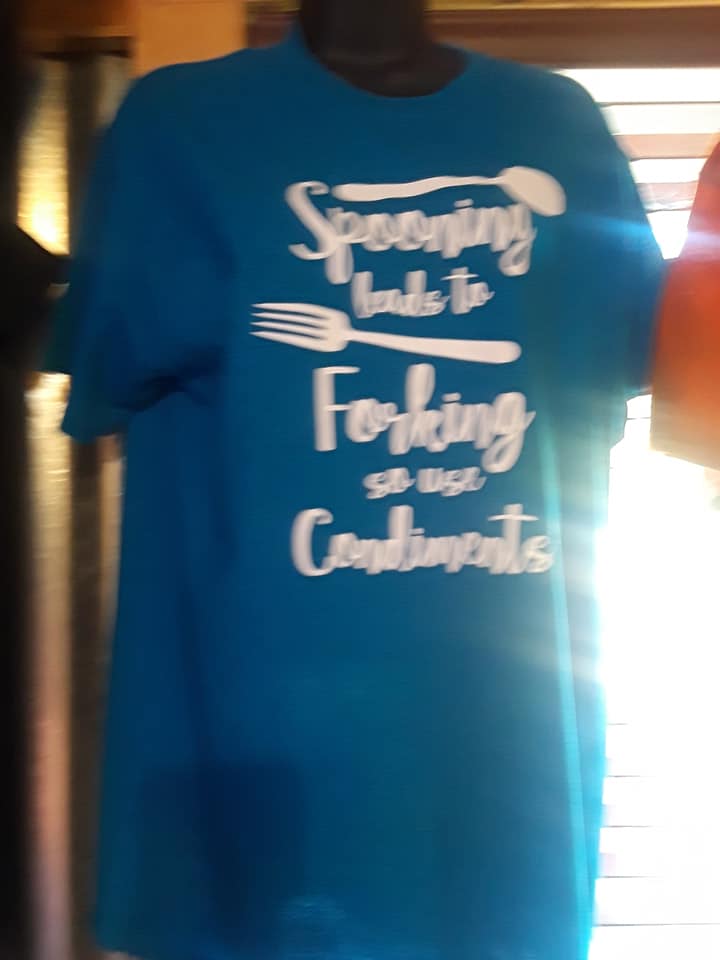 Spooning
leads to
Forking
so use
Condiments